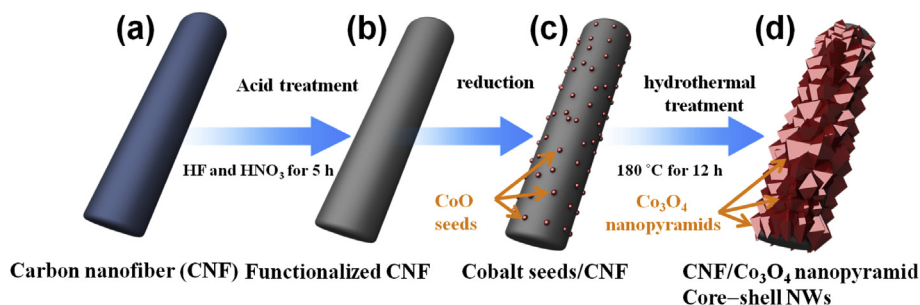 (a)
(b)
(c)
(d)
Acid treatment
reduction
hydrothermal
treatment
HF and HNO₃ for 5 h
180 °C for 12 h
CoO
seeds
Co₃O₄
nanopyramids
Carbon nanofiber (CNF)
Functionalized CNF
Cobalt seeds/CNF
CNF/Co₃O₄ nanopyramid
Core–shell NWs